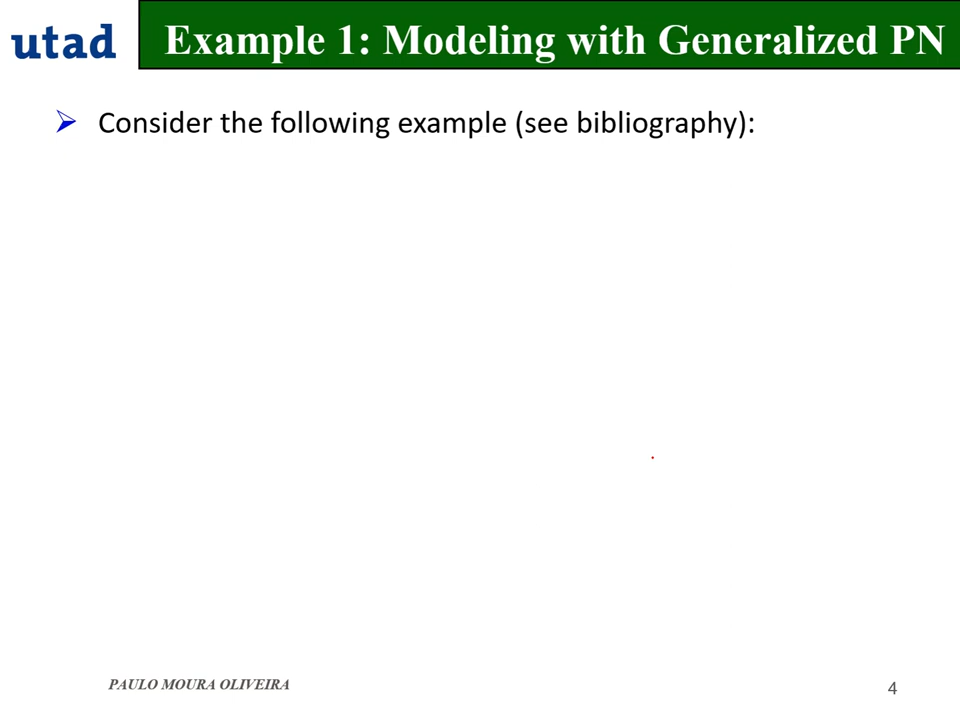 utad
Example 1: Modeling with Generalized PN
Consider the following example (see bibliography):
PAULO MOURA OLIVEIRA
4